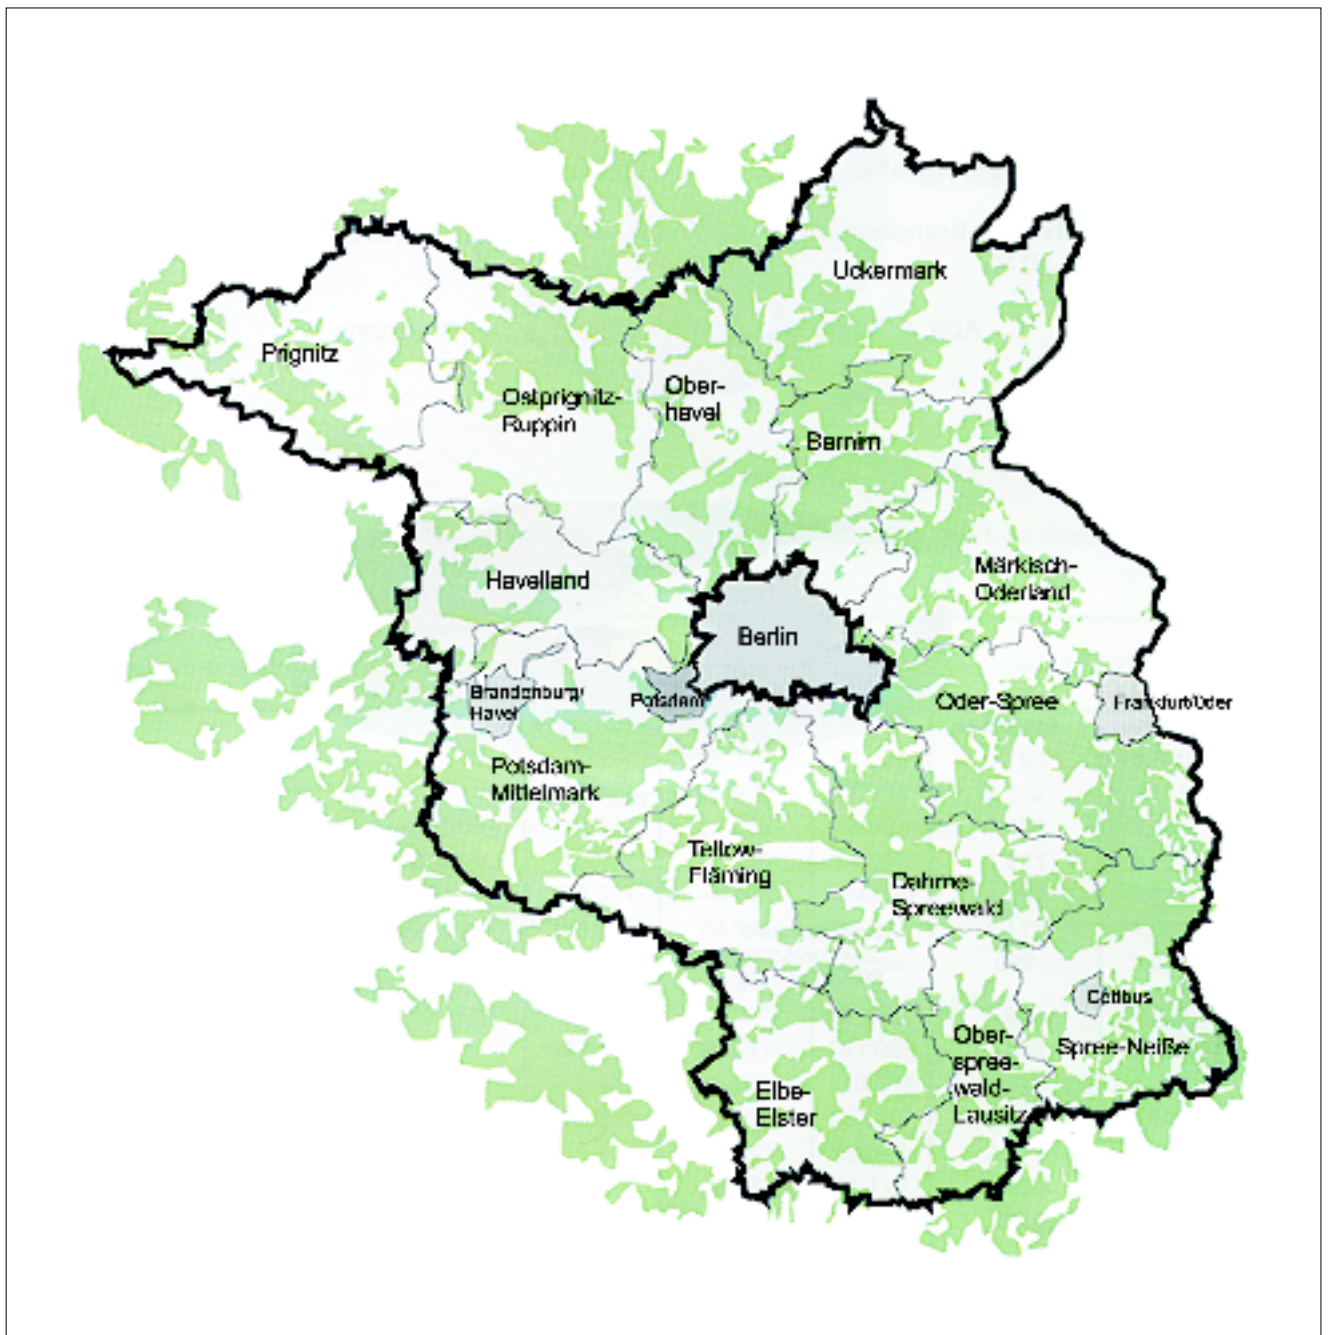 Uckermark
Prignitz
Ober-
havel
Ostprignitz-
Ruppin
Barnim
Märkisch-
Oderland
Havelland
Berlin
Brandenburg/
Havel
Potsdam
Oder-Spree
Frankfurt/Oder
Potsdam-
Mittelmark
Teltow-
Fläming
Dahme-
Spreewald
Cottbus
Ober-
spree-
wald-
Lausitz
Spree-Neiße
Elbe-
Elster